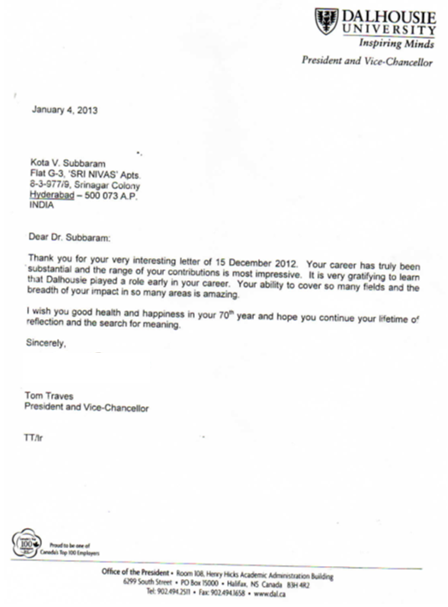 DALHOUSIE
UNIVERSITY
Inspiring Minds
President and Vice-Chancellor
January 4, 2013
Kota V. Subbaram
Flat G-3, 'SRI NIVAS' Apts.
8-3-977/9, Srinagar Colony
Hyderabad – 500 073 A.P.
INDIA
Dear Dr. Subbaram:
Thank you for your very interesting letter of 15 December 2012. Your career has truly been
substantial and the range of your contributions is most impressive. It is very gratifying to learn
that Dalhousie played a role early in your career. Your ability to cover so many fields and the
breadth of your impact in so many areas is amazing.
I wish you good health and happiness in your 70th year and hope you continue your lifetime of
reflection and the search for meaning.
Sincerely,
Tom Traves
President and Vice-Chancellor
TT/lr
100
Proud to be one of
Canada's Top 100 Employers
Office of the President • Room 108, Henry Hicks Academic Administration Building
6299 South Street • PO Box 15000 • Halifax, NS Canada B3H 4R2
Tel: 902.494.2511 • Fax: 902.494.1658 • www.dal.ca